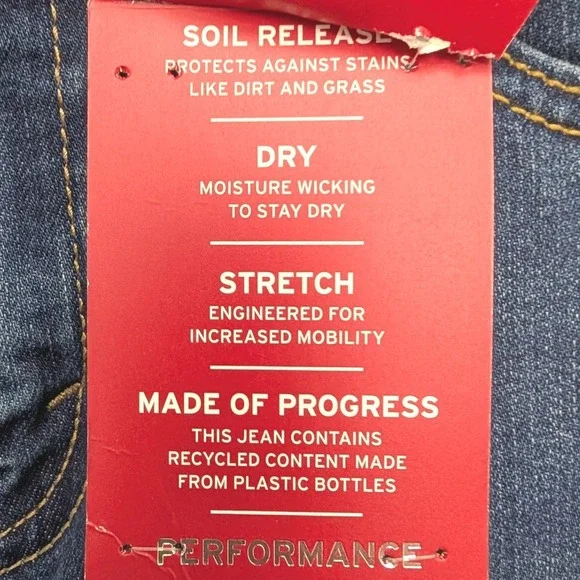 SOIL RELEASE
PROTECTS AGAINST STAINS
LIKE DIRT AND GRASS
DRY
MOISTURE WICKING
TO STAY DRY
STRETCH
ENGINEERED FOR
INCREASED MOBILITY
MADE OF PROGRESS
THIS JEAN CONTAINS
RECYCLED CONTENT MADE
FROM PLASTIC BOTTLES
PERFORMANCE